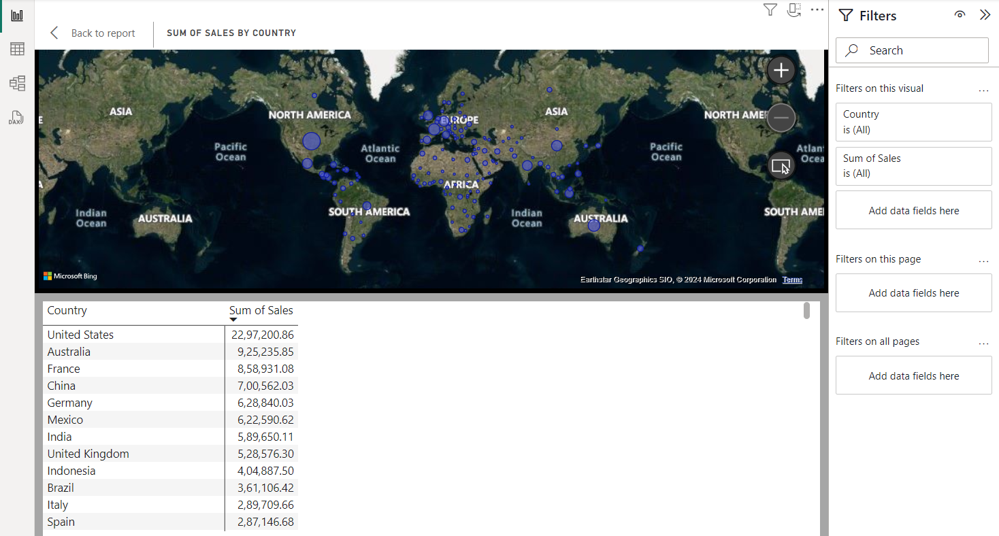 Back to report
SUM OF SALES BY COUNTRY
ASIA
NORTH AMERICA
EUROPE
ASIA
NORTH AME
E
Pacific
Ocean
Atlantic
Ocean
Pacific
Ocean
Atlan
Ocea
A
AFRICA
Indian
Ocean
AUSTRALIA
SOUTH AMERICA
Indian
Ocean
AUSTRALIA
SOUTH AME
Microsoft Bing
Earthstar Geographics SIO, © 2024 Microsoft Corporation Terms
DAX
Country Sum of Sales
United States 22,97,200.86
Australia 9,25,235.85
France 8,58,931.08
China 7,00,562.03
Germany 6,28,840.03
Mexico 6,22,590.62
India 5,89,650.11
United Kingdom 5,28,576.30
Indonesia 4,04,887.50
Brazil 3,61,106.42
Italy 2,89,709.66
Spain 2,87,146.68
Filters
Search
Filters on this visual ...
Country
is (All)
Sum of Sales
is (All)
Add data fields here
Filters on this page ...
Add data fields here
Filters on all pages ...
Add data fields here